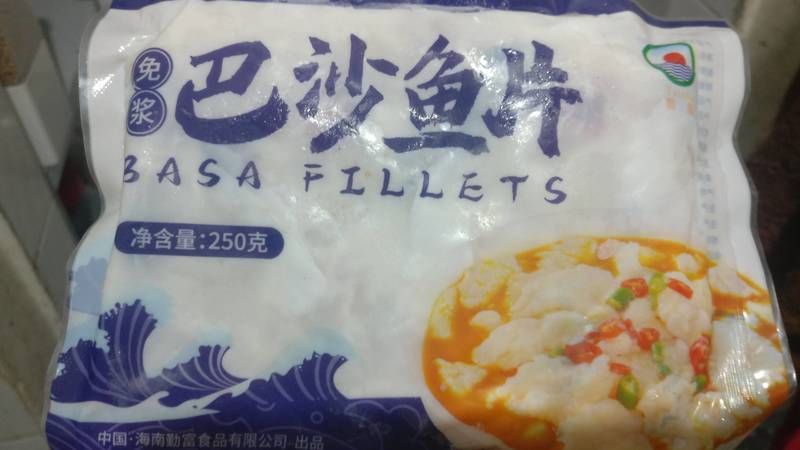 免浆
巴沙鱼片
BASA FILLETS
净含量:250克
中国·海南勤富食品有限公司 出品